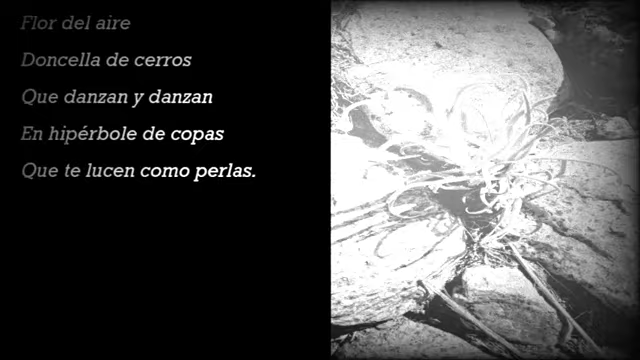 Flor del aire
Doncella de cerros
Que danzan y danzan
En hipérbole de copas
Que te lucen como perlas.